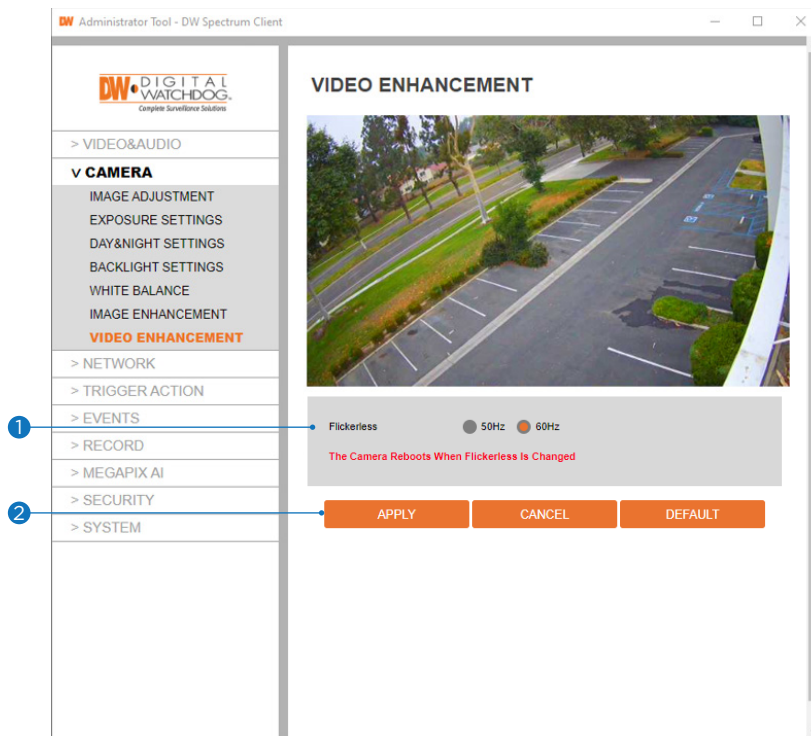 DW Administrator Tool - DW Spectrum Client
DW DIGITAL
WATCHDOG®
Complete Surveillance Solutions
> VIDEO&AUDIO
v CAMERA
IMAGE ADJUSTMENT
EXPOSURE SETTINGS
DAY&NIGHT SETTINGS
BACKLIGHT SETTINGS
WHITE BALANCE
IMAGE ENHANCEMENT
VIDEO ENHANCEMENT
> NETWORK
> TRIGGER ACTION
> EVENTS
> RECORD
> MEGAPIX AI
> SECURITY
> SYSTEM
VIDEO ENHANCEMENT
1
Flickerless 50Hz 60Hz
The Camera Reboots When Flickerless Is Changed
2
APPLY CANCEL DEFAULT